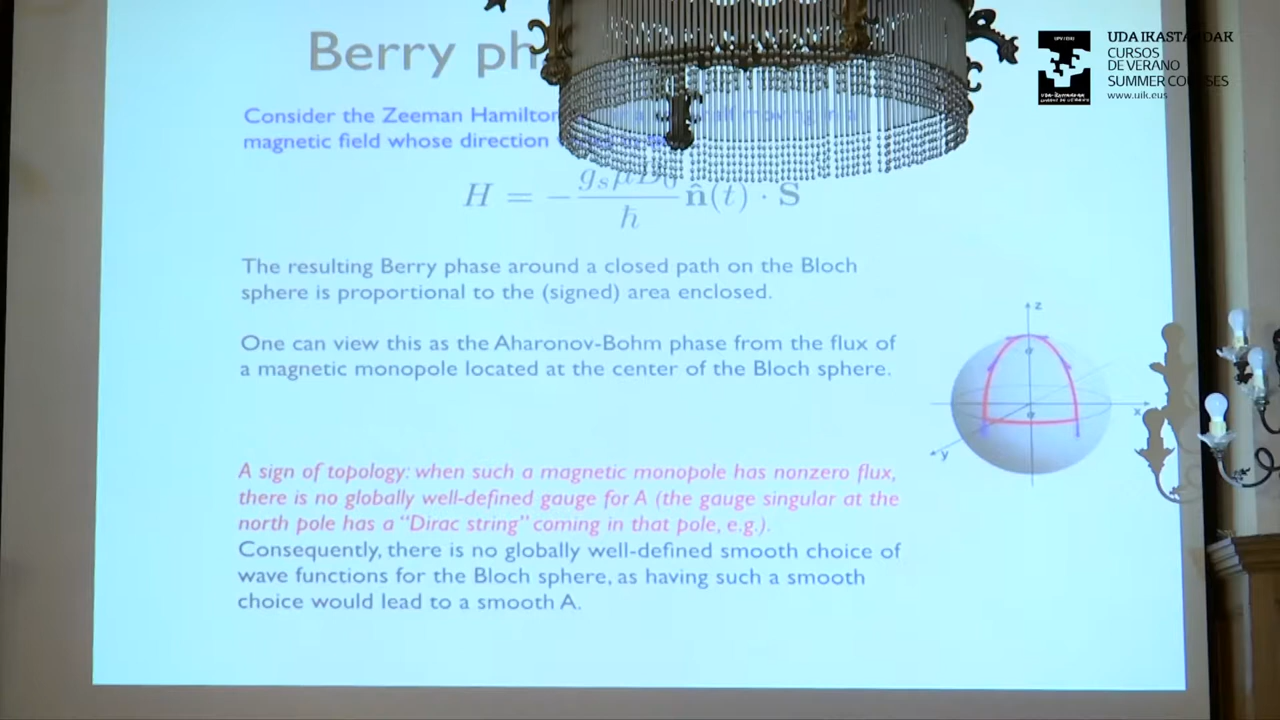 Berry
Consider the Zeeman
magnetic field whose direction
H = − gₛμB₀/ħ n̂(t) · S
The resulting Berry phase around a closed path on the Bloch
sphere is proportional to the (signed) area enclosed.
One can view this as the Aharonov-Bohm phase from the flux of
a magnetic monopole located at the center of the Bloch sphere.
z
x
y
A sign of topology: when such a magnetic monopole has nonzero flux,
there is no globally well-defined gauge for A (the gauge singular at the
north pole has a “Dirac string” coming in that pole, e.g.).
Consequently, there is no globally well-defined smooth choice of
wave functions for the Bloch sphere, as having such a smooth
choice would lead to a smooth A.
UDA IKASTAROAK
CURSOS
DE VERANO
SUMMER COURSES
www.uik.eus